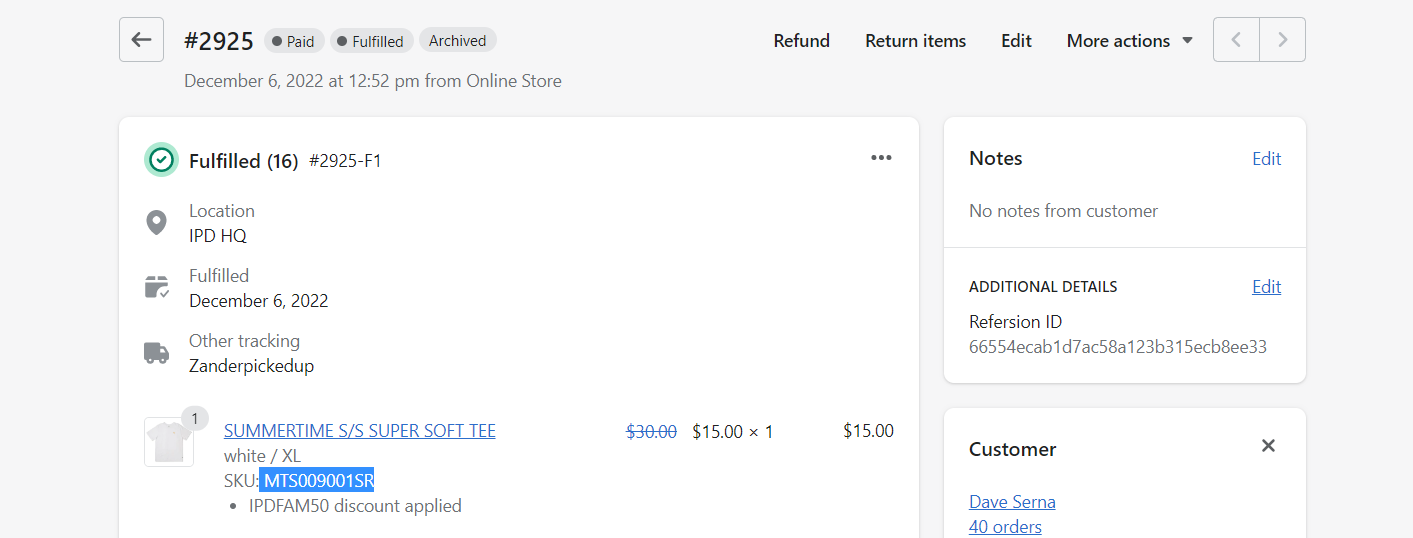 #2925 Paid Fulfilled Archived
Refund Return items Edit More actions
December 6, 2022 at 12:52 pm from Online Store
Fulfilled (16) #2925-F1
Location
IPD HQ
Fulfilled
December 6, 2022
Other tracking
Zanderpickedup
1
SUMMERTIME S/S SUPER SOFT TEE $30.00 $15.00 × 1 $15.00
white / XL
SKU: MTS009001SR
• IPDFAM50 discount applied
Notes Edit
No notes from customer
ADDITIONAL DETAILS Edit
Refersion ID
66554ecab1d7ac58a123b315ecb8ee33
Customer
Dave Serna
40 orders